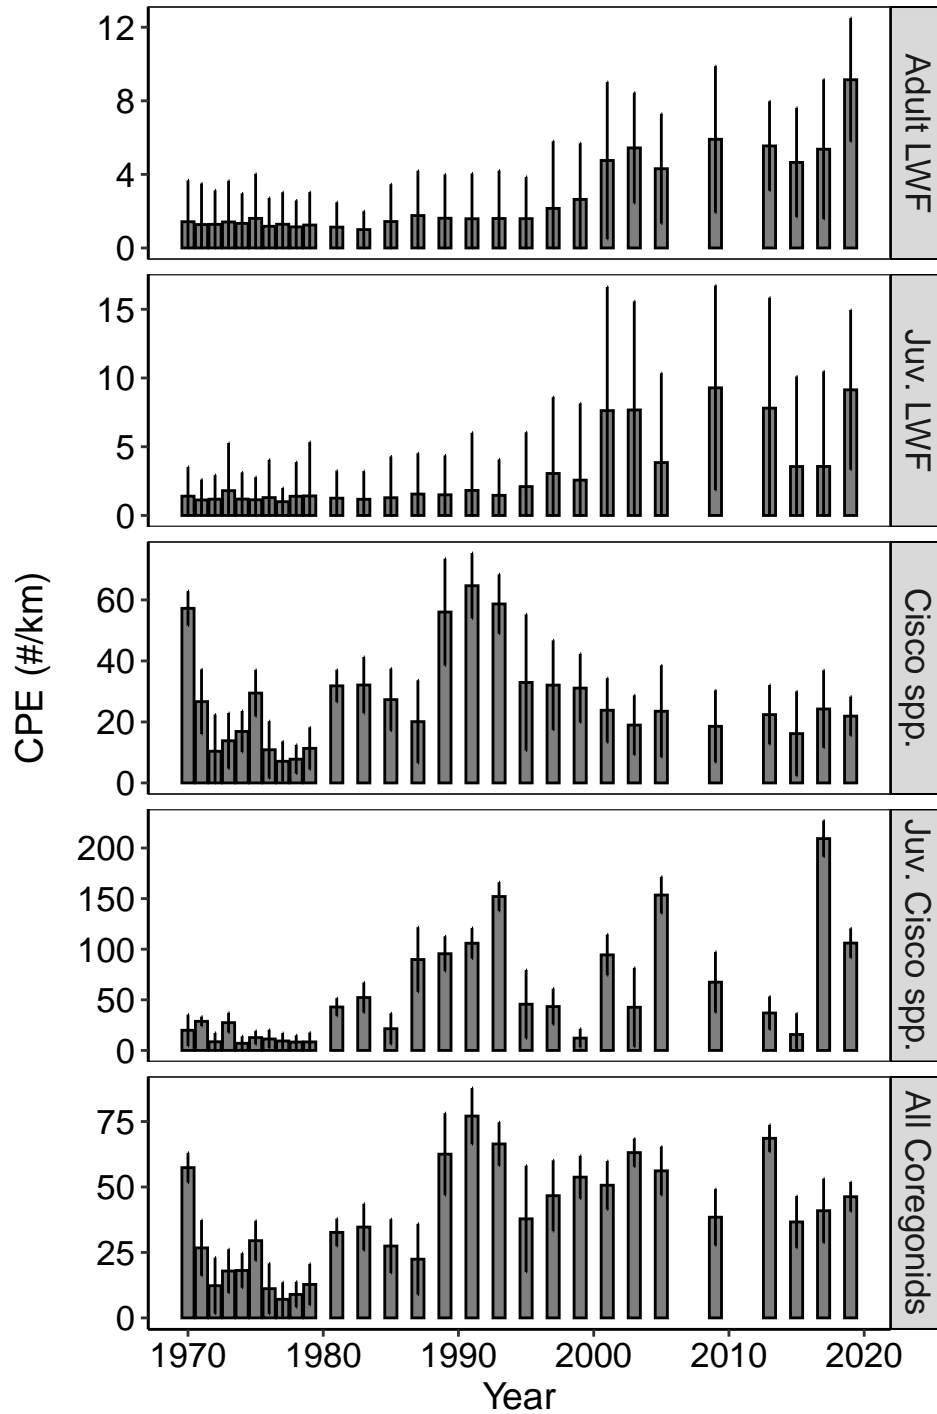 12
8
4
0
Adult LWF
15
10
5
0
Juv. LWF
60
40
20
0
Cisco spp.
200
150
100
50
0
Juv. Cisco spp.
75
50
25
0
All Coregonids
CPE (#/km)
1970 1980 1990 2000 2010 2020
Year